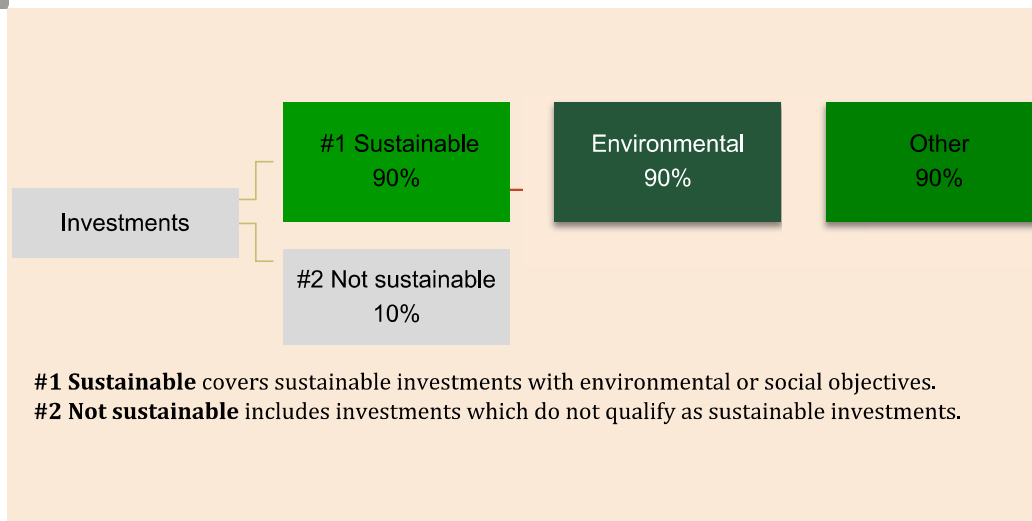 #1 Sustainable
90%
Environmental
90%
Other
90%
Investments
#2 Not sustainable
10%
#1 Sustainable covers sustainable investments with environmental or social objectives.
#2 Not sustainable includes investments which do not qualify as sustainable investments.